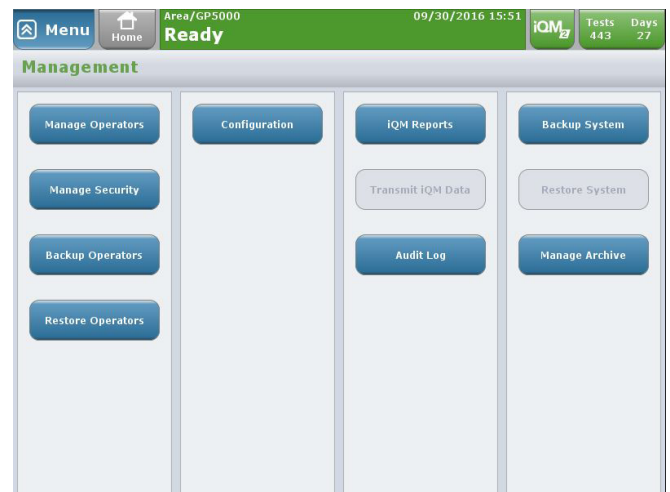 Menu
Home
Area/GP5000
Ready
09/30/2016 15:51
iQM2
Tests Days
443 27
Management
Manage Operators
Manage Security
Backup Operators
Restore Operators
Configuration
iQM Reports
Transmit iQM Data
Audit Log
Backup System
Restore System
Manage Archive